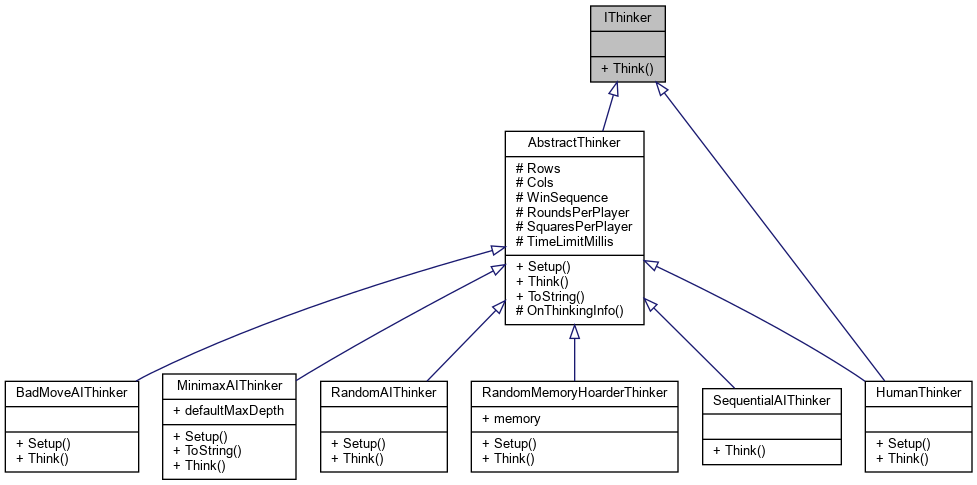 IThinker
+ Think()
AbstractThinker
# Rows
# Cols
# WinSequence
# RoundsPerPlayer
# SquaresPerPlayer
# TimeLimitMillis
+ Setup()
+ Think()
+ ToString()
# OnThinkingInfo()
BadMoveAIThinker
+ Setup()
+ Think()
MinimaxAIThinker
+ defaultMaxDepth
+ Setup()
+ ToString()
+ Think()
RandomAIThinker
+ Setup()
+ Think()
RandomMemoryHoarderThinker
+ memory
+ Setup()
+ Think()
SequentialAIThinker
+ Think()
HumanThinker
+ Setup()
+ Think()